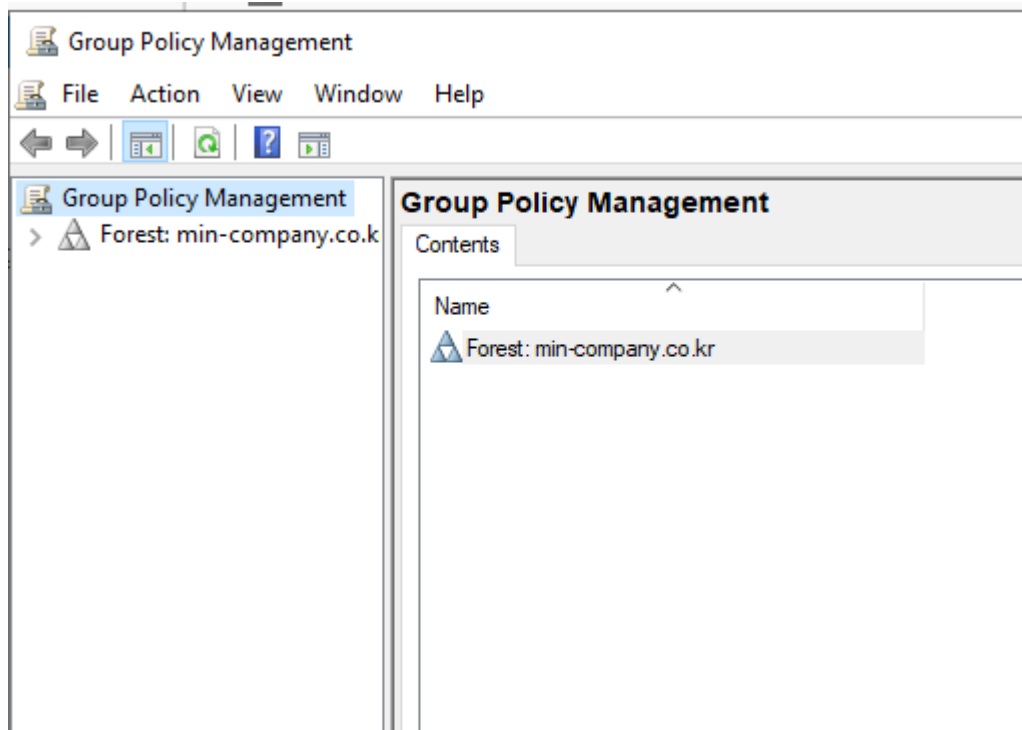 Group Policy Management
File Action View Window Help
Group Policy Management
Forest: min-company.co.k
Group Policy Management
Contents
Name
Forest: min-company.co.kr